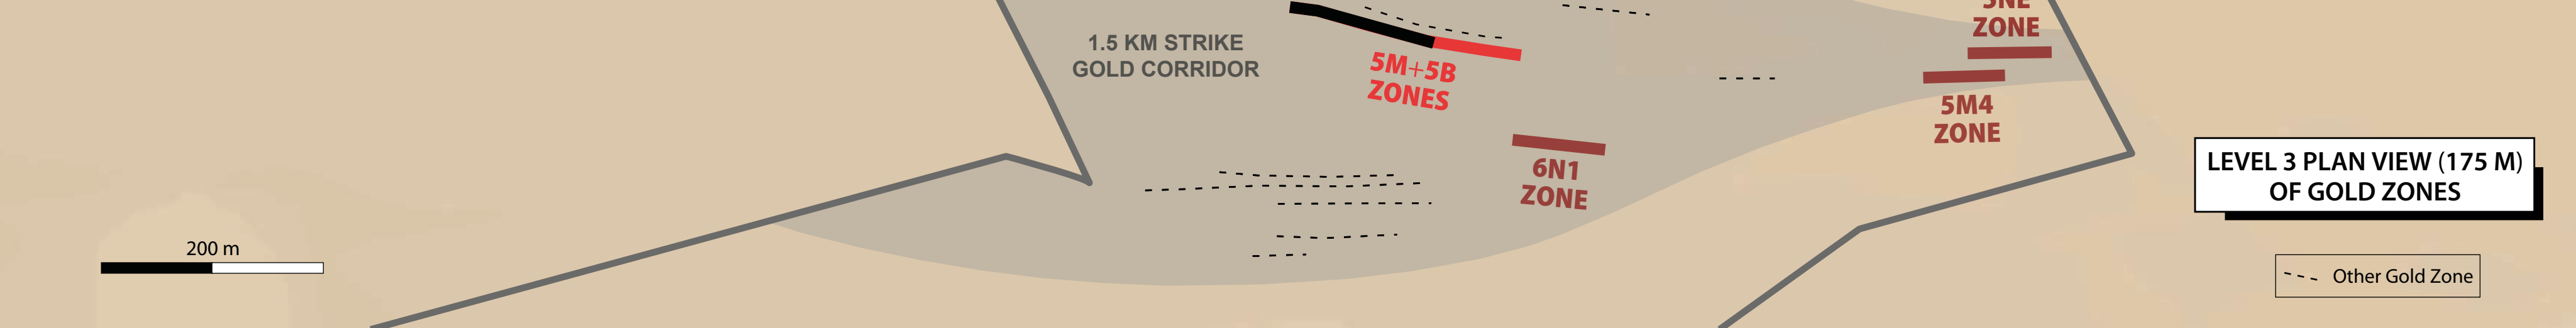 3NE
ZONE
1.5 KM STRIKE
GOLD CORRIDOR
5M+5B
ZONES
5M4
ZONE
6N1
ZONE
LEVEL 3 PLAN VIEW (175 M)
OF GOLD ZONES
200 m
Other Gold Zone